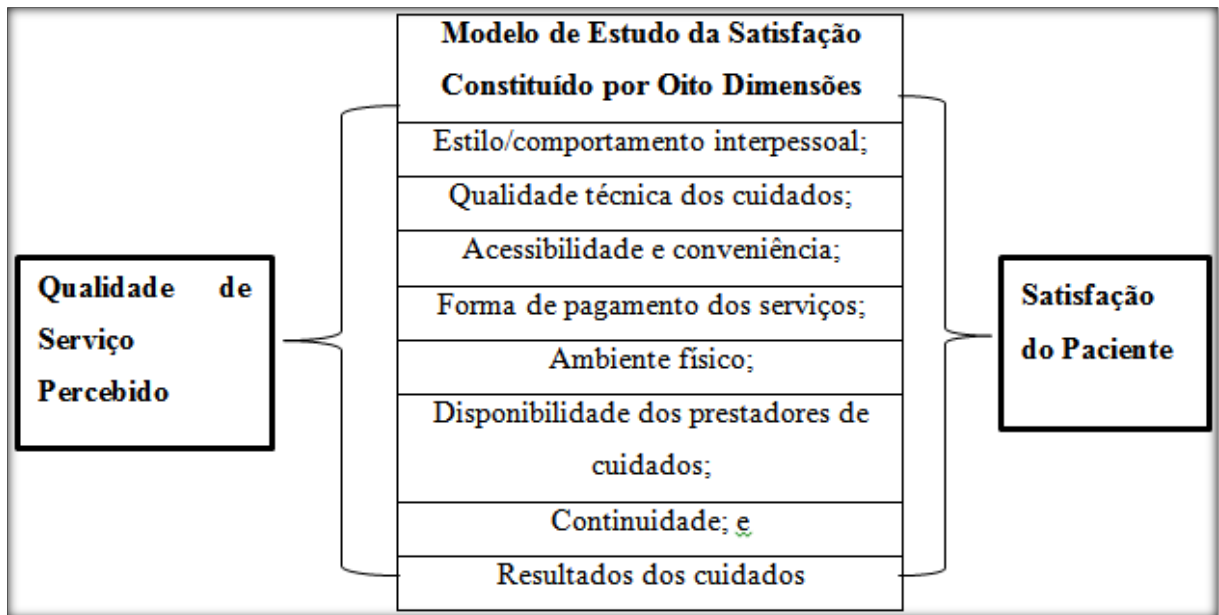 Modelo de Estudo da Satisfação
Constituído por Oito Dimensões
Estilo/comportamento interpessoal;
Qualidade técnica dos cuidados;
Acessibilidade e conveniência;
Forma de pagamento dos serviços;
Ambiente físico;
Disponibilidade dos prestadores de
cuidados;
Continuidade; e
Resultados dos cuidados
Qualidade de
Serviço
Percebido
Satisfação
do Paciente